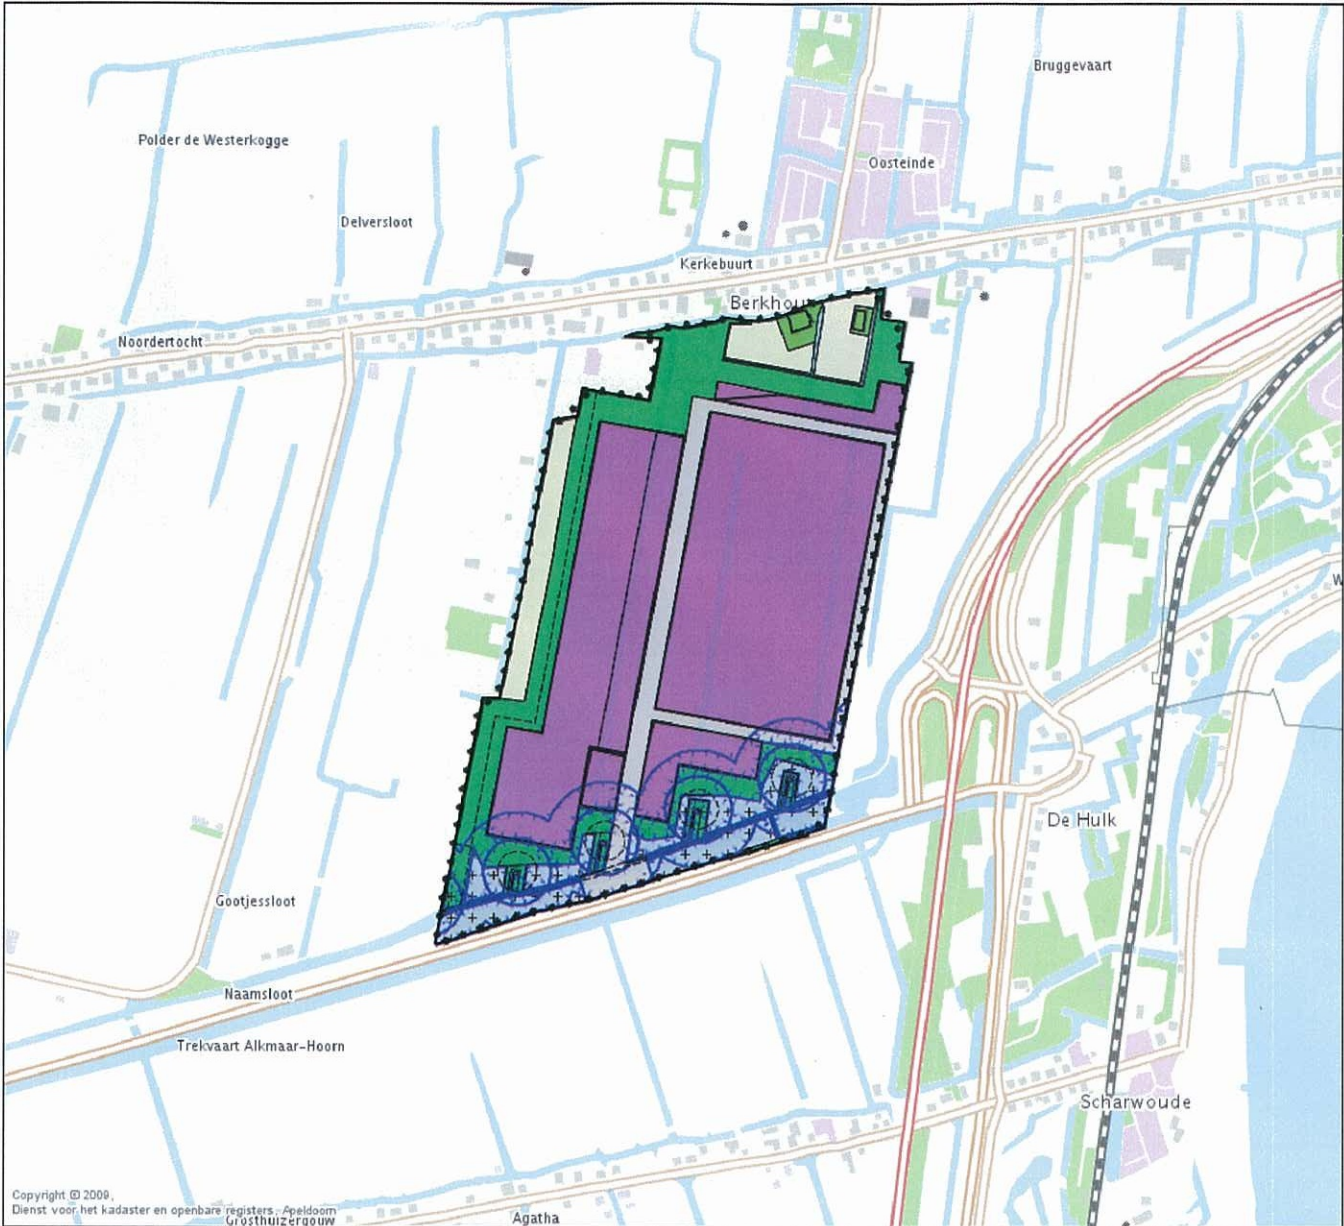 Bruggevaart
Polder de Westerkogge
Oosteinde
Delversloot
Kerkebuurt
Noordertocht
De Hulk
Gootjessloot
Naamsloot
Trekvaart Alkmaar-Hoorn
Scharwoude
Copyright © 2009,
Dienst voor het kadaster en openbare registers, Apeldoorn
Grosthuizergouw
Agatha